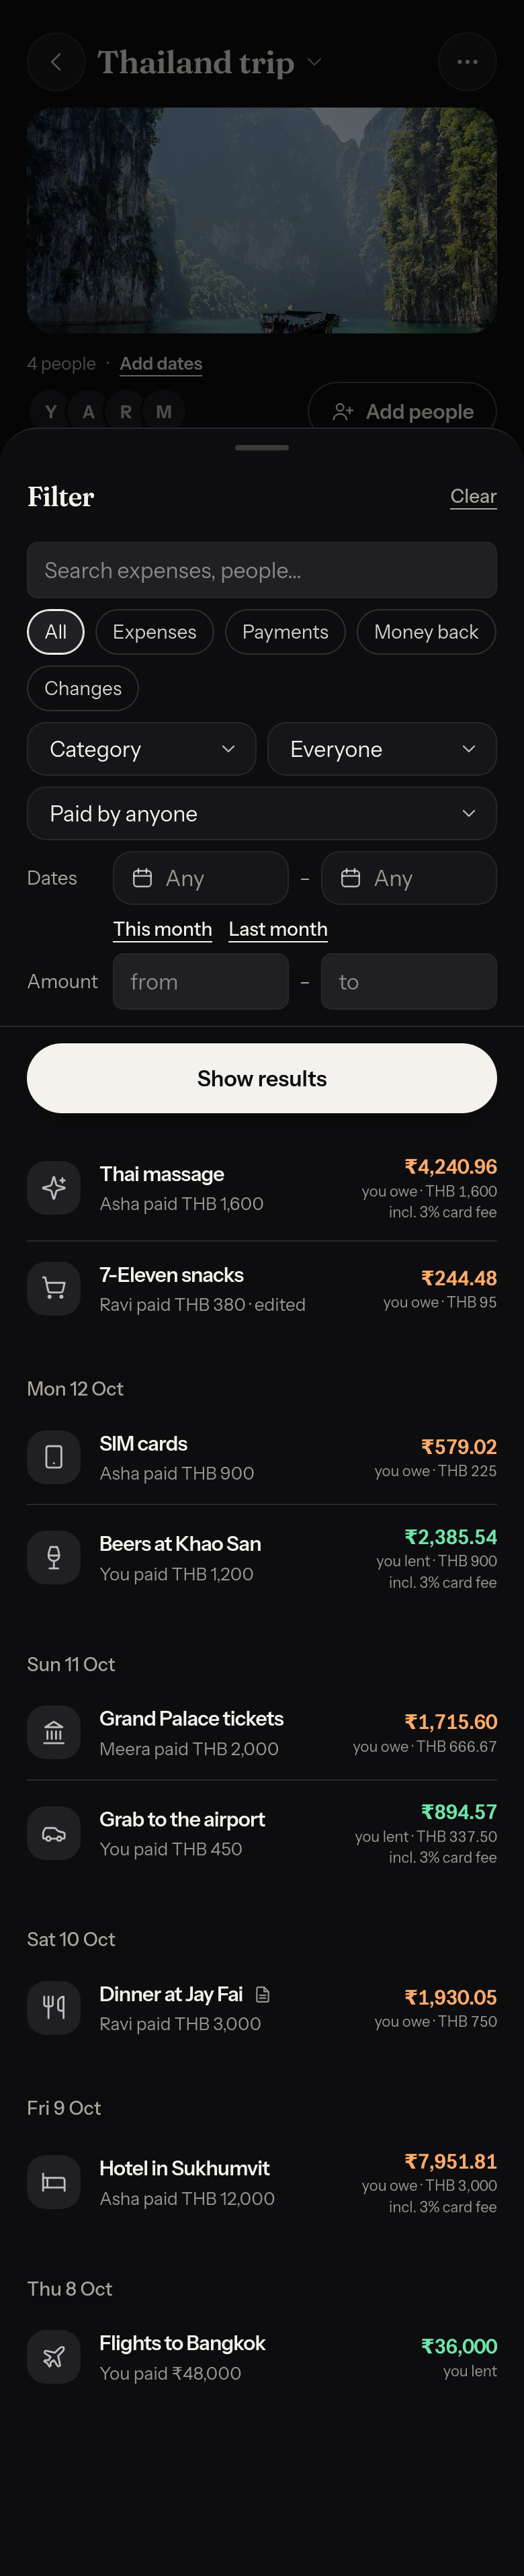 Thailand trip
4 people · Add dates
Y A R M
Add people
Filter
Clear
Search expenses, people...
All
Expenses
Payments
Money back
Changes
Category
Everyone
Paid by anyone
Dates
Any
–
Any
This month
Last month
Amount
from
–
to
Show results
Thai massage
₹4,240.96
Asha paid THB 1,600
you owe · THB 1,600
incl. 3% card fee
7-Eleven snacks
₹244.48
Ravi paid THB 380 · edited
you owe · THB 95
Mon 12 Oct
SIM cards
₹579.02
Asha paid THB 900
you owe · THB 225
Beers at Khao San
₹2,385.54
You paid THB 1,200
you lent · THB 900
incl. 3% card fee
Sun 11 Oct
Grand Palace tickets
₹1,715.60
Meera paid THB 2,000
you owe · THB 666.67
Grab to the airport
₹894.57
You paid THB 450
you lent · THB 337.50
incl. 3% card fee
Sat 10 Oct
Dinner at Jay Fai
₹1,930.05
Ravi paid THB 3,000
you owe · THB 750
Fri 9 Oct
Hotel in Sukhumvit
₹7,951.81
Asha paid THB 12,000
you owe · THB 3,000
incl. 3% card fee
Thu 8 Oct
Flights to Bangkok
₹36,000
You paid ₹48,000
you lent